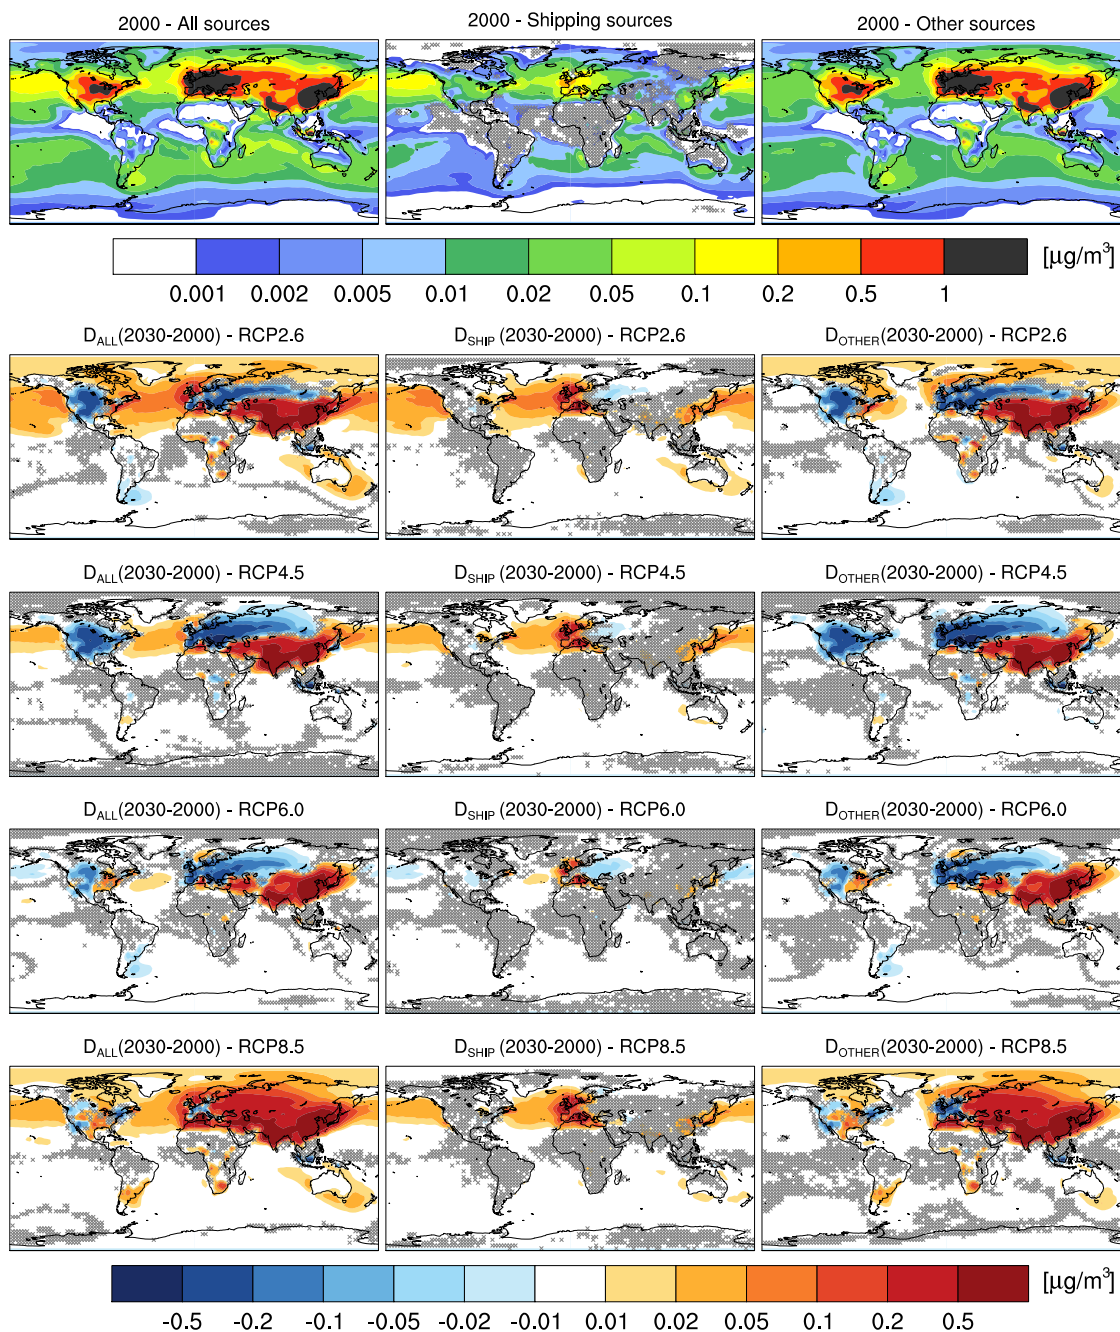 2000 - All sources
2000 - Shipping sources
2000 - Other sources
0.001 0.002 0.005 0.01 0.02 0.05 0.1 0.2 0.5 1
[μg/m³]
D_ALL(2030-2000) - RCP2.6
D_SHIP (2030-2000) - RCP2.6
D_OTHER(2030-2000) - RCP2.6
D_ALL(2030-2000) - RCP4.5
D_SHIP (2030-2000) - RCP4.5
D_OTHER(2030-2000) - RCP4.5
D_ALL(2030-2000) - RCP6.0
D_SHIP (2030-2000) - RCP6.0
D_OTHER(2030-2000) - RCP6.0
D_ALL(2030-2000) - RCP8.5
D_SHIP (2030-2000) - RCP8.5
D_OTHER(2030-2000) - RCP8.5
-0.5 -0.2 -0.1 -0.05 -0.02 -0.01 0.01 0.02 0.05 0.1 0.2 0.5
[μg/m³]